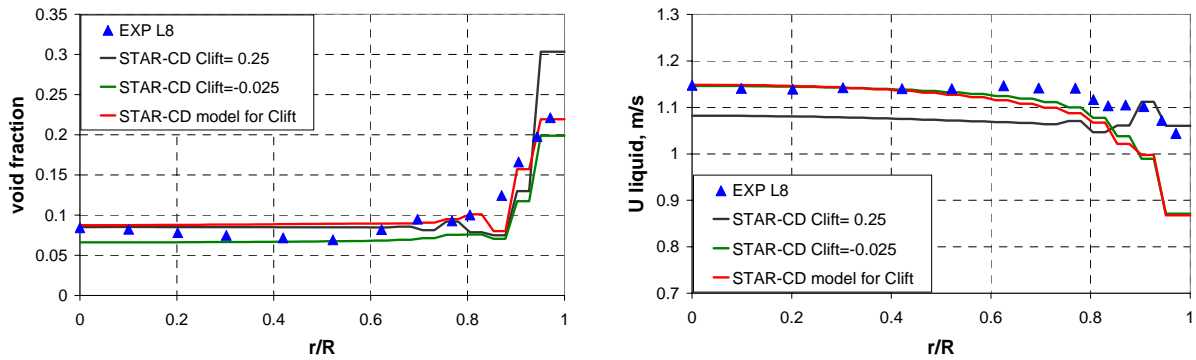 0.35
0.3
0.25
0.2
0.15
0.1
0.05
0
void fraction
EXP L8
STAR-CD Clift= 0.25
STAR-CD Clift=-0.025
STAR-CD model for Clift
0 0.2 0.4 0.6 0.8 1
r/R
1.3
1.2
1.1
1
0.9
0.8
0.7
U liquid, m/s
EXP L8
STAR-CD Clift= 0.25
STAR-CD Clift=-0.025
STAR-CD model for Clift
0 0.2 0.4 0.6 0.8 1
r/R